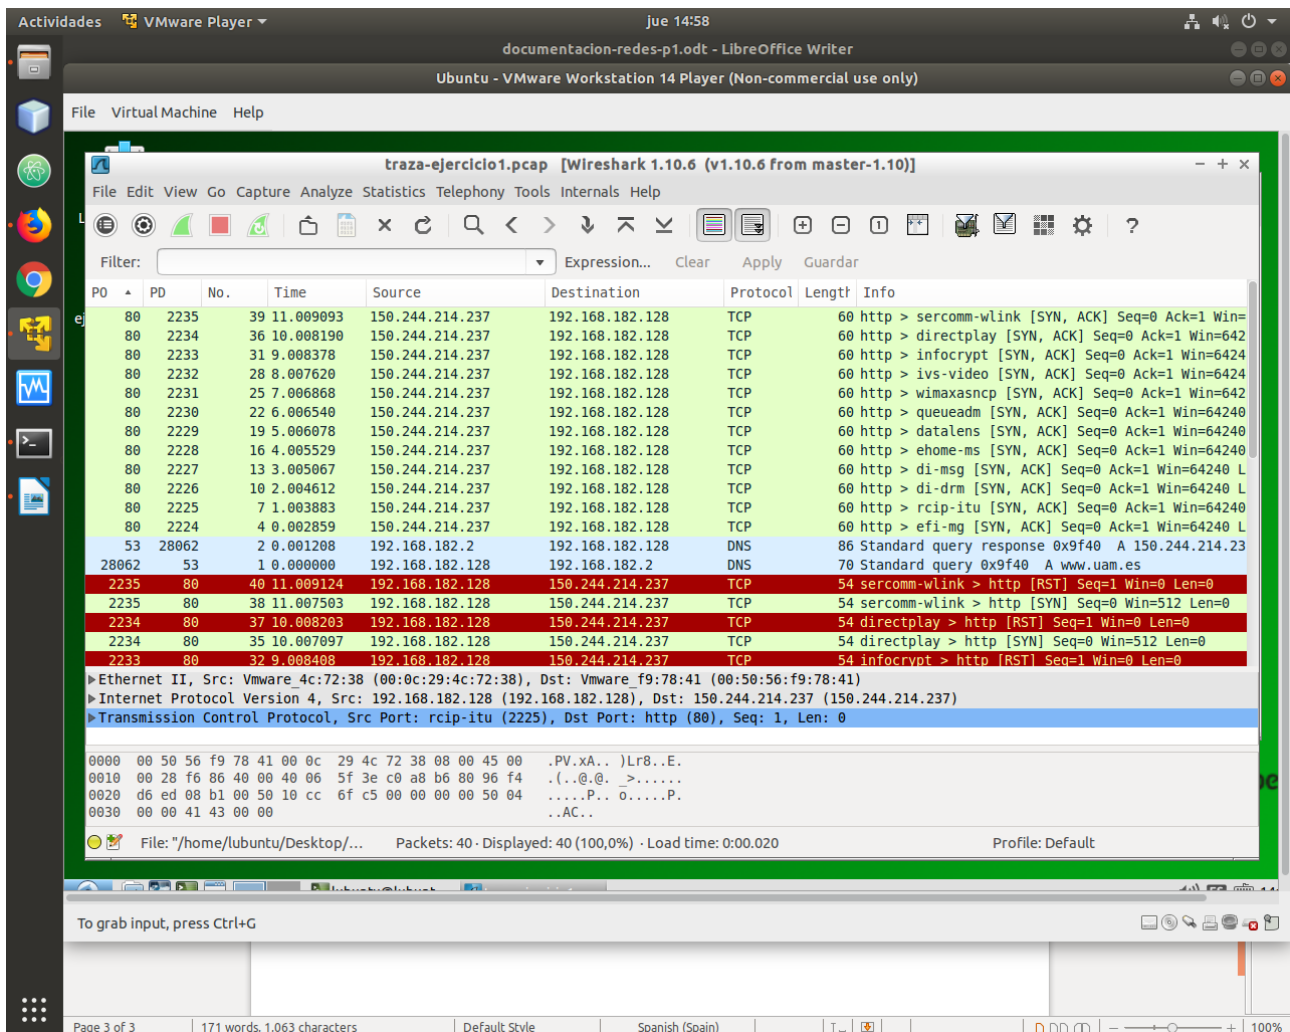 Actividades VMware Player ▾ jue 14:58
documentacion-redes-p1.odt - LibreOffice Writer
Ubuntu - VMware Workstation 14 Player (Non-commercial use only)
File Virtual Machine Help
traza-ejercicio1.pcap [Wireshark 1.10.6 (v1.10.6 from master-1.10)]
File Edit View Go Capture Analyze Statistics Telephony Tools Internals Help
Filter: Expression... Clear Apply Guardar
PO PD No. Time Source Destination Protocol Length Info
80 2235 39 11.009093 150.244.214.237 192.168.182.128 TCP 60 http > sercomm-wlink [SYN, ACK] Seq=0 Ack=1 Win=
80 2234 36 10.008190 150.244.214.237 192.168.182.128 TCP 60 http > directplay [SYN, ACK] Seq=0 Ack=1 Win=642
80 2233 31 9.008378 150.244.214.237 192.168.182.128 TCP 60 http > infocrypt [SYN, ACK] Seq=0 Ack=1 Win=6424
80 2232 28 8.007620 150.244.214.237 192.168.182.128 TCP 60 http > ivs-video [SYN, ACK] Seq=0 Ack=1 Win=6424
80 2231 25 7.006868 150.244.214.237 192.168.182.128 TCP 60 http > wimaxasncp [SYN, ACK] Seq=0 Ack=1 Win=642
80 2230 22 6.006540 150.244.214.237 192.168.182.128 TCP 60 http > queueadm [SYN, ACK] Seq=0 Ack=1 Win=64240
80 2229 19 5.006078 150.244.214.237 192.168.182.128 TCP 60 http > datalens [SYN, ACK] Seq=0 Ack=1 Win=64240
80 2228 16 4.005529 150.244.214.237 192.168.182.128 TCP 60 http > ehome-ms [SYN, ACK] Seq=0 Ack=1 Win=64240
80 2227 13 3.005067 150.244.214.237 192.168.182.128 TCP 60 http > di-msg [SYN, ACK] Seq=0 Ack=1 Win=64240 L
80 2226 10 2.004612 150.244.214.237 192.168.182.128 TCP 60 http > di-drm [SYN, ACK] Seq=0 Ack=1 Win=64240 L
80 2225 7 1.003883 150.244.214.237 192.168.182.128 TCP 60 http > rcip-itu [SYN, ACK] Seq=0 Ack=1 Win=64240
80 2224 4 0.002859 150.244.214.237 192.168.182.128 TCP 60 http > efi-mg [SYN, ACK] Seq=0 Ack=1 Win=64240 L
53 28062 2 0.001208 192.168.182.2 192.168.182.128 DNS 86 Standard query response 0x9f40 A 150.244.214.23
28062 53 1 0.000000 192.168.182.128 192.168.182.2 DNS 70 Standard query 0x9f40 A www.uam.es
2235 80 40 11.009124 192.168.182.128 150.244.214.237 TCP 54 sercomm-wlink > http [RST] Seq=1 Win=0 Len=0
2235 80 38 11.007503 192.168.182.128 150.244.214.237 TCP 54 sercomm-wlink > http [SYN] Seq=0 Win=512 Len=0
2234 80 37 10.008203 192.168.182.128 150.244.214.237 TCP 54 directplay > http [RST] Seq=1 Win=0 Len=0
2234 80 35 10.007097 192.168.182.128 150.244.214.237 TCP 54 directplay > http [SYN] Seq=0 Win=512 Len=0
2233 80 32 9.008408 192.168.182.128 150.244.214.237 TCP 54 infocrypt > http [RST] Seq=1 Win=0 Len=0
Ethernet II, Src: Vmware_4c:72:38 (00:0c:29:4c:72:38), Dst: Vmware_f9:78:41 (00:50:56:f9:78:41)
Internet Protocol Version 4, Src: 192.168.182.128 (192.168.182.128), Dst: 150.244.214.237 (150.244.214.237)
Transmission Control Protocol, Src Port: rcip-itu (2225), Dst Port: http (80), Seq: 1, Len: 0
0000 00 50 56 f9 78 41 00 0c 29 4c 72 38 08 00 45 00 .PV.xA.. )Lr8..E.
0010 00 28 f6 86 40 00 40 06 5f 3e c0 a8 b6 80 96 f4 .(..@.@. _>......
0020 d6 ed 08 b1 00 50 10 cc 6f c5 00 00 00 00 50 04 .....P.. o.....P.
0030 00 00 41 43 00 00 ..AC..
File: "/home/lubuntu/Desktop/... Packets: 40 · Displayed: 40 (100,0%) · Load time: 0:00.020 Profile: Default
To grab input, press Ctrl+G
Page 3 of 3 171 words, 1.063 characters Default Style Spanish (Spain) 100%